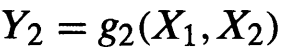 Y₂ = g₂(X₁, X₂)